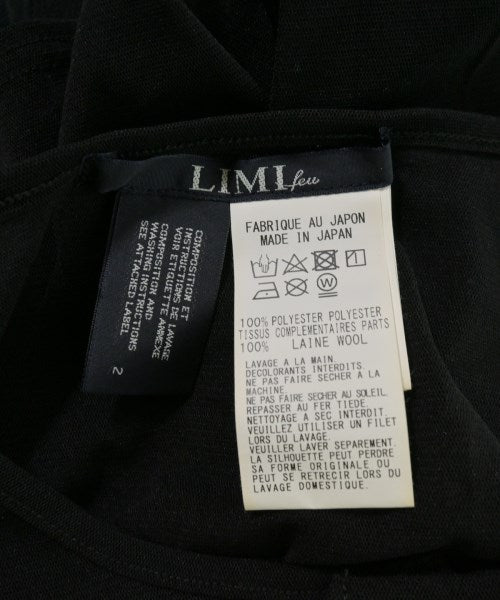 LIMI feu
COMPOSITION ET
INSTRUCTIONS DE LAVAGE
VOIR ETIQUETTE ANNEXE
COMPOSITION AND
WASHING INSTRUCTIONS
SEE ATTACHED LABEL
2
FABRIQUE AU JAPON
MADE IN JAPAN
100% POLYESTER POLYESTER
TISSUS COMPLEMENTAIRES PARTS
100% LAINE WOOL
LAVAGE A LA MAIN.
DECOLORANTS INTERDITS.
NE PAS FAIRE SECHER A LA
MACHINE
NE PAS FAIRE SECHER AU SOLEIL.
REPASSER AU FER TIEDE.
NETTOYAGE A SEC INTERDIT.
VEUILLEZ UTILISER UN FILET
LORS DU LAVAGE.
VEUILLER LAVER SEPAREMENT.
LA SILHOUETTE PEUT PERDRE
SA FORME ORIGINALE OU
PEUT SE RETRECIR LORS DU
LAVAGE DOMESTIQUE.